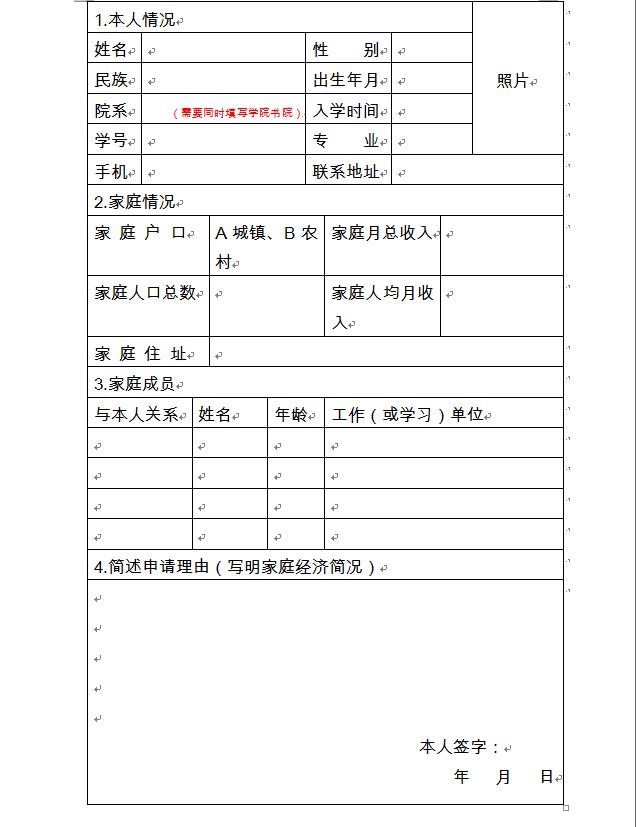 1.本人情况
照片
姓名 性 别
民族 出生年月
院系 （需要同时填写学院书院） 入学时间
学号 专 业
手机 联系地址
2.家庭情况
家 庭 户 口 A 城镇、B 农村 家庭月总收入
家庭人口总数 家庭人均月收入
家 庭 住 址
3.家庭成员
与本人关系 姓名 年龄 工作（或学习）单位
4.简述申请理由（写明家庭经济简况）
本人签字：
年 月 日